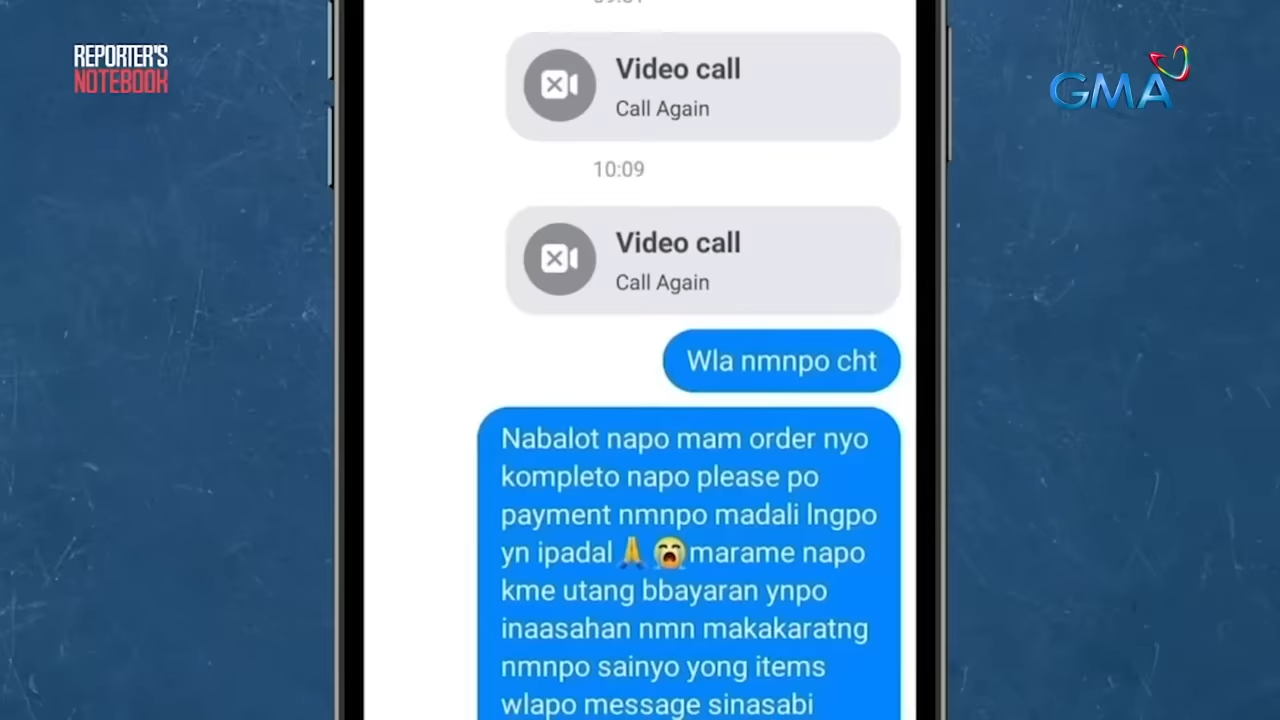 REPORTER'S
NOTEBOOK
GMA
Video call
Call Again
10:09
Video call
Call Again
Wla nmnpo cht
Nabalot napo mam order nyo
kompleto napo please po
payment nmnpo madali lngpo
yn ipadal🙏😭marame napo
kme utang bbayaran ynpo
inaasahan nmn makakaratng
nmnpo sainyo yong items
wlapo message sinasabi